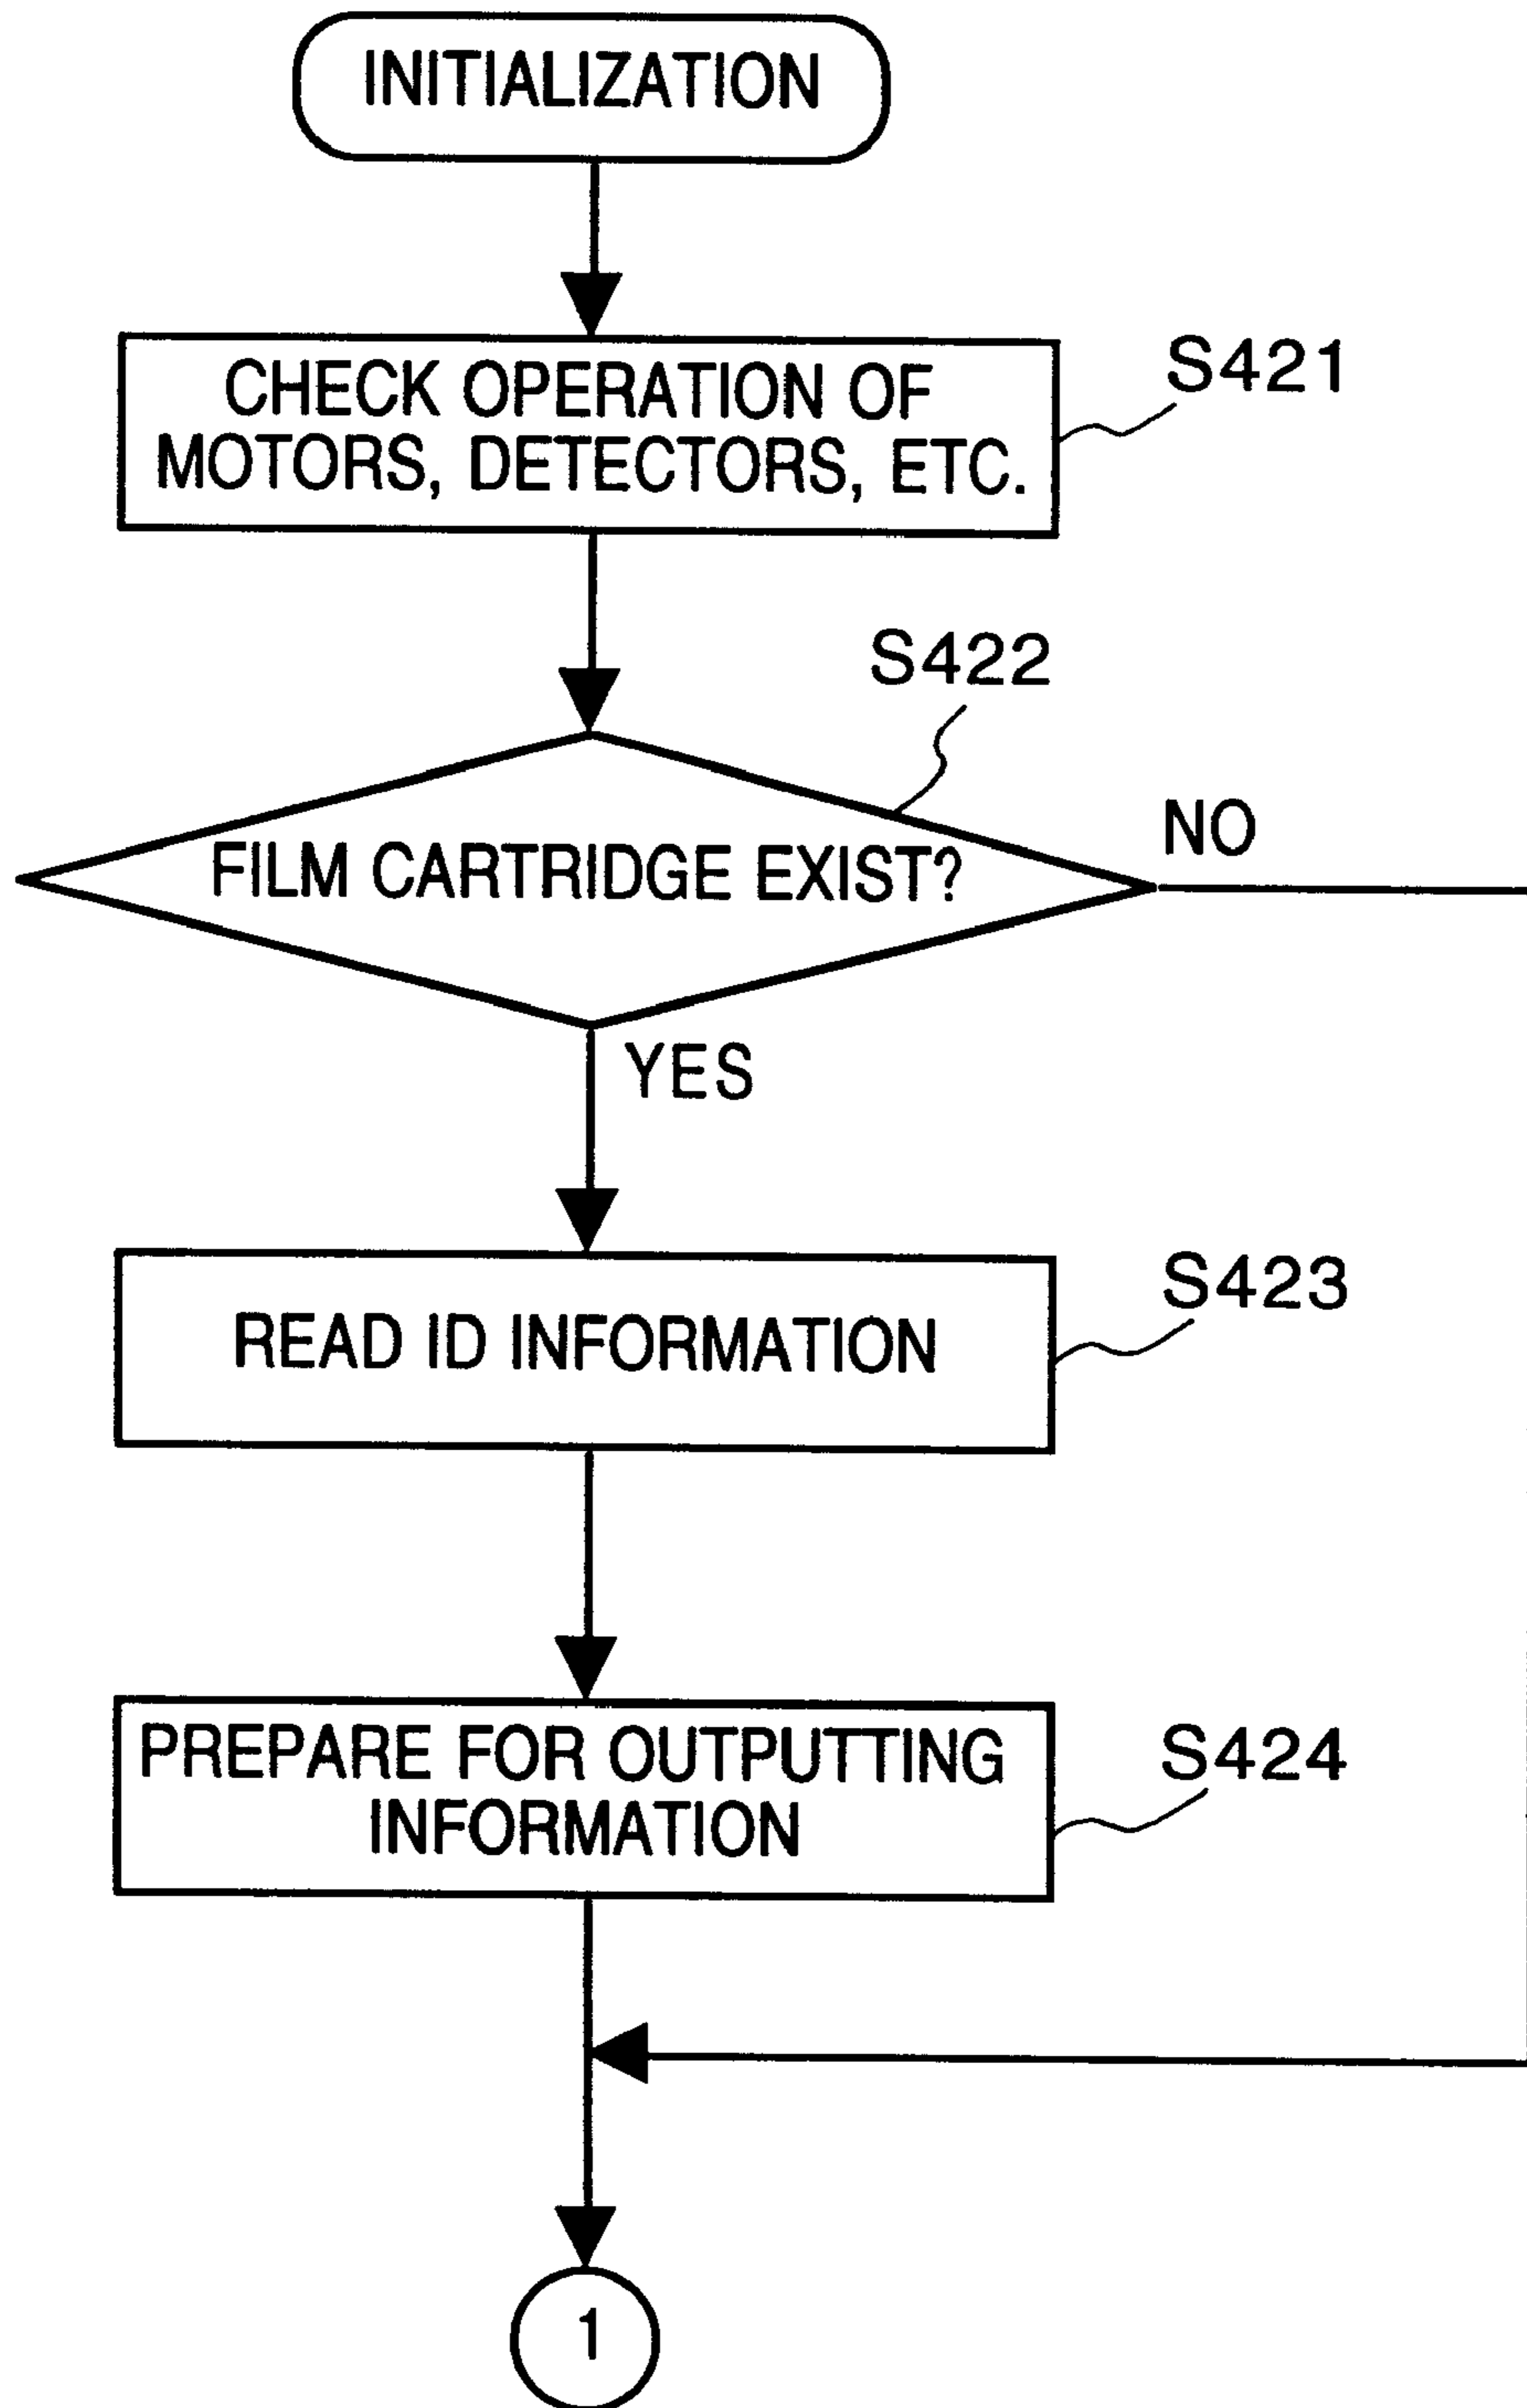 INITIALIZATION
CHECK OPERATION OF
MOTORS, DETECTORS, ETC.
S421
S422
FILM CARTRIDGE EXIST?
NO
YES
READ ID INFORMATION
S423
PREPARE FOR OUTPUTTING
INFORMATION
S424
1